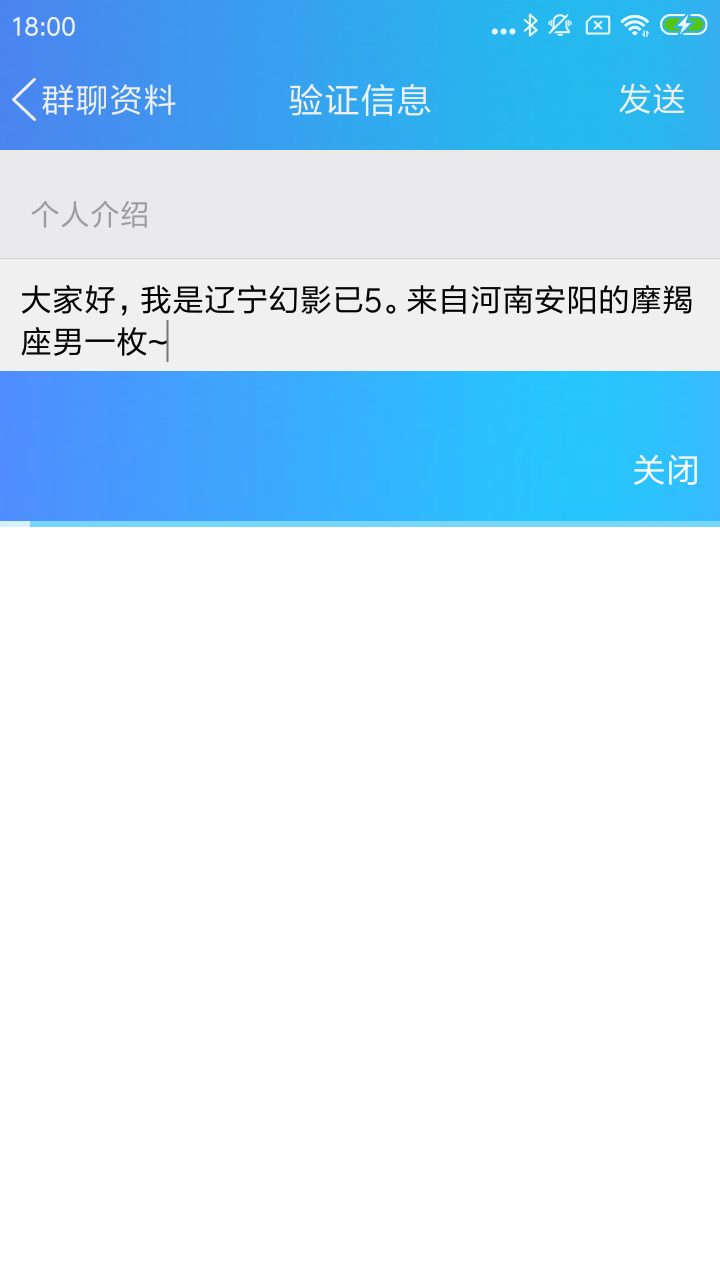 18:00
群聊资料
验证信息
发送
个人介绍
大家好，我是辽宁幻影已5。来自河南安阳的摩羯
座男一枚~
关闭